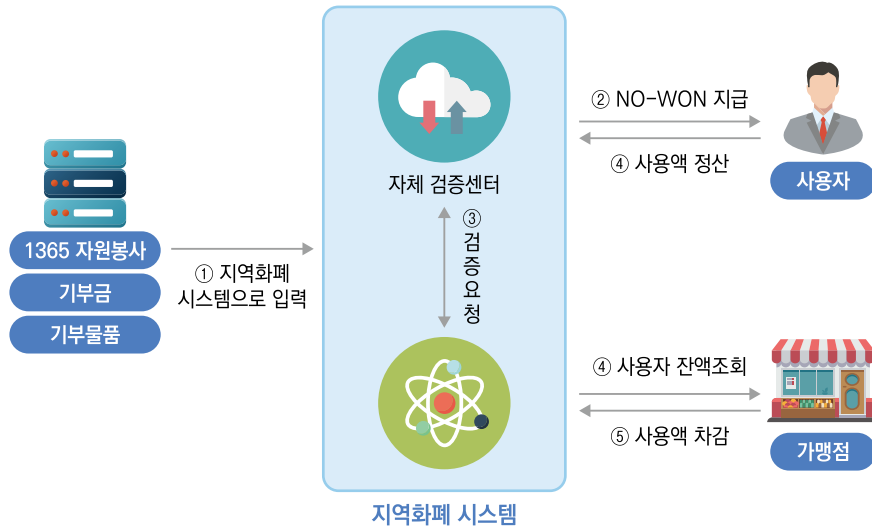 1365 자원봉사
기부금
기부물품
① 지역화폐
시스템으로 입력
자체 검증센터
③
검
증
요
청
지역화폐 시스템
② NO-WON 지급
④ 사용액 정산
사용자
④ 사용자 잔액조회
⑤ 사용액 차감
가맹점